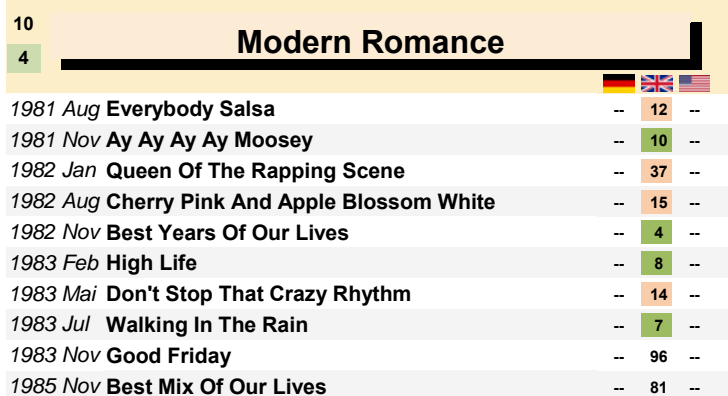 10
4
Modern Romance
1981 Aug Everybody Salsa -- 12 --
1981 Nov Ay Ay Ay Ay Moosey -- 10 --
1982 Jan Queen Of The Rapping Scene -- 37 --
1982 Aug Cherry Pink And Apple Blossom White -- 15 --
1982 Nov Best Years Of Our Lives -- 4 --
1983 Feb High Life -- 8 --
1983 Mai Don't Stop That Crazy Rhythm -- 14 --
1983 Jul Walking In The Rain -- 7 --
1983 Nov Good Friday -- 96 --
1985 Nov Best Mix Of Our Lives -- 81 --